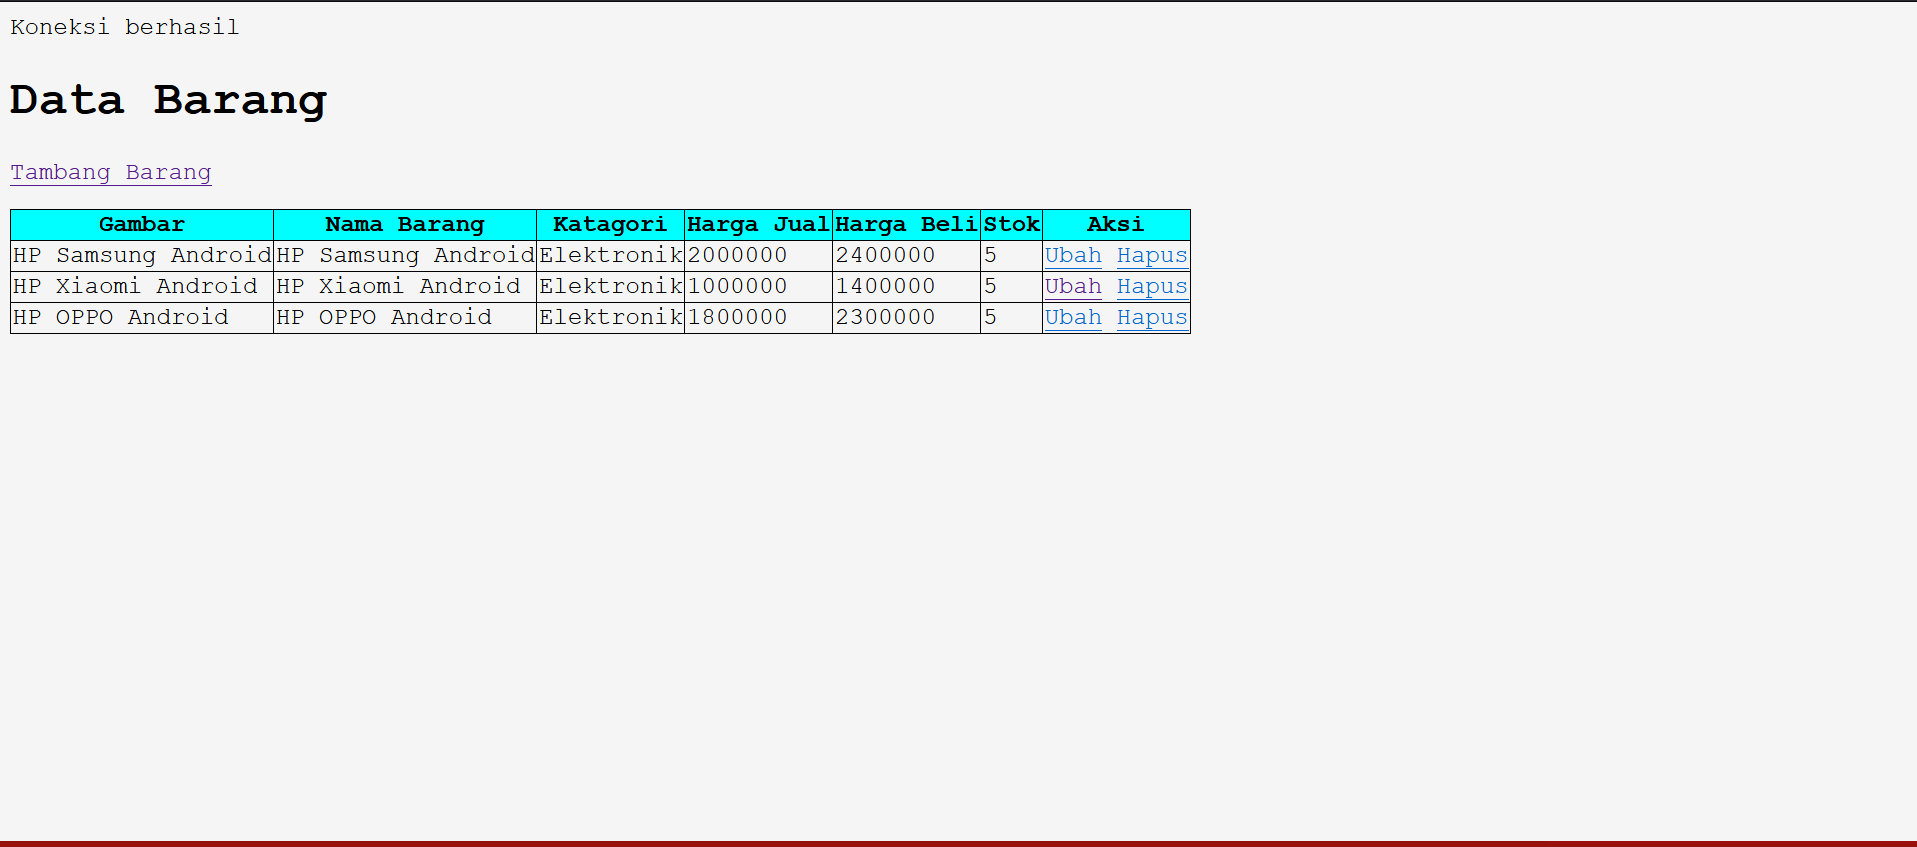 Koneksi berhasil
Data Barang
Tambang Barang
Gambar Nama Barang Katagori Harga Jual Harga Beli Stok Aksi
HP Samsung Android HP Samsung Android Elektronik 2000000 2400000 5 Ubah Hapus
HP Xiaomi Android HP Xiaomi Android Elektronik 1000000 1400000 5 Ubah Hapus
HP OPPO Android HP OPPO Android Elektronik 1800000 2300000 5 Ubah Hapus